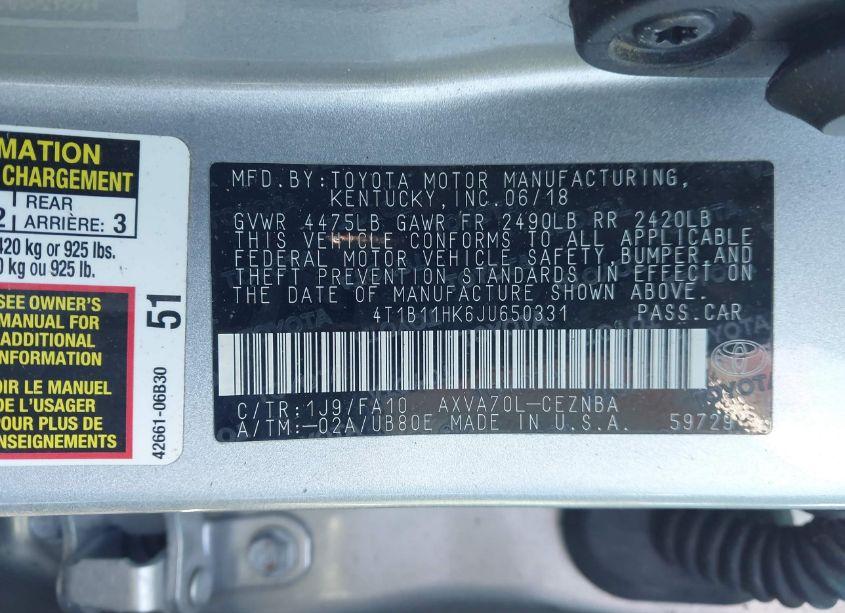 MATION
CHARGEMENT
2
REAR
ARRIÈRE: 3
420 kg or 925 lbs.
0 kg ou 925 lb.
SEE OWNER'S
MANUAL FOR
ADDITIONAL
INFORMATION
OIR LE MANUEL
DE L'USAGER
POUR PLUS DE
ENSEIGNEMENTS
51
42661-06B30
MFD.BY:TOYOTA MOTOR MANUFACTURING,
KENTUCKY,INC.06/18
GVWR 4475LB GAWR FR 2490LB RR 2420LB
THIS VEHICLE CONFORMS TO ALL APPLICABLE
FEDERAL MOTOR VEHICLE SAFETY,BUMPER,AND
THEFT PREVENTION STANDARDS IN EFFECT ON
THE DATE OF MANUFACTURE SHOWN ABOVE.
4T1B11HK6JU650331 PASS.CAR
C/TR:1J9/FA10 AXVA70L-CEZNBA
A/TM:-02A/UB80E MADE IN U.S.A. 59729
TOYOTA